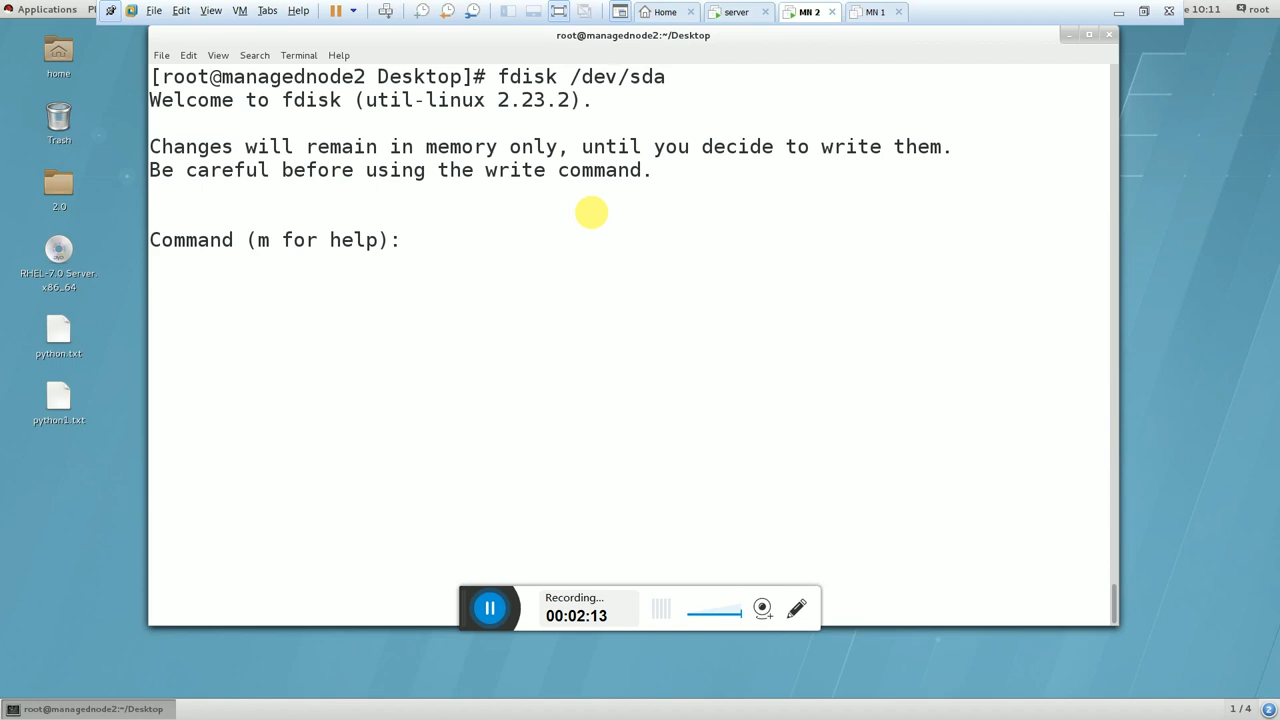 Applications Pl
File Edit View VM Tabs Help
Home
server
MN 2
MN 1
e 10:11
root
root@managednode2:~/Desktop
File Edit View Search Terminal Help
[root@managednode2 Desktop]# fdisk /dev/sda
Welcome to fdisk (util-linux 2.23.2).
Changes will remain in memory only, until you decide to write them.
Be careful before using the write command.
Command (m for help):
home
Trash
2.0
RHEL-7.0 Server.
x86_64
python.txt
python1.txt
Recording...
00:02:13
root@managednode2:~/Desktop
1 / 4
2